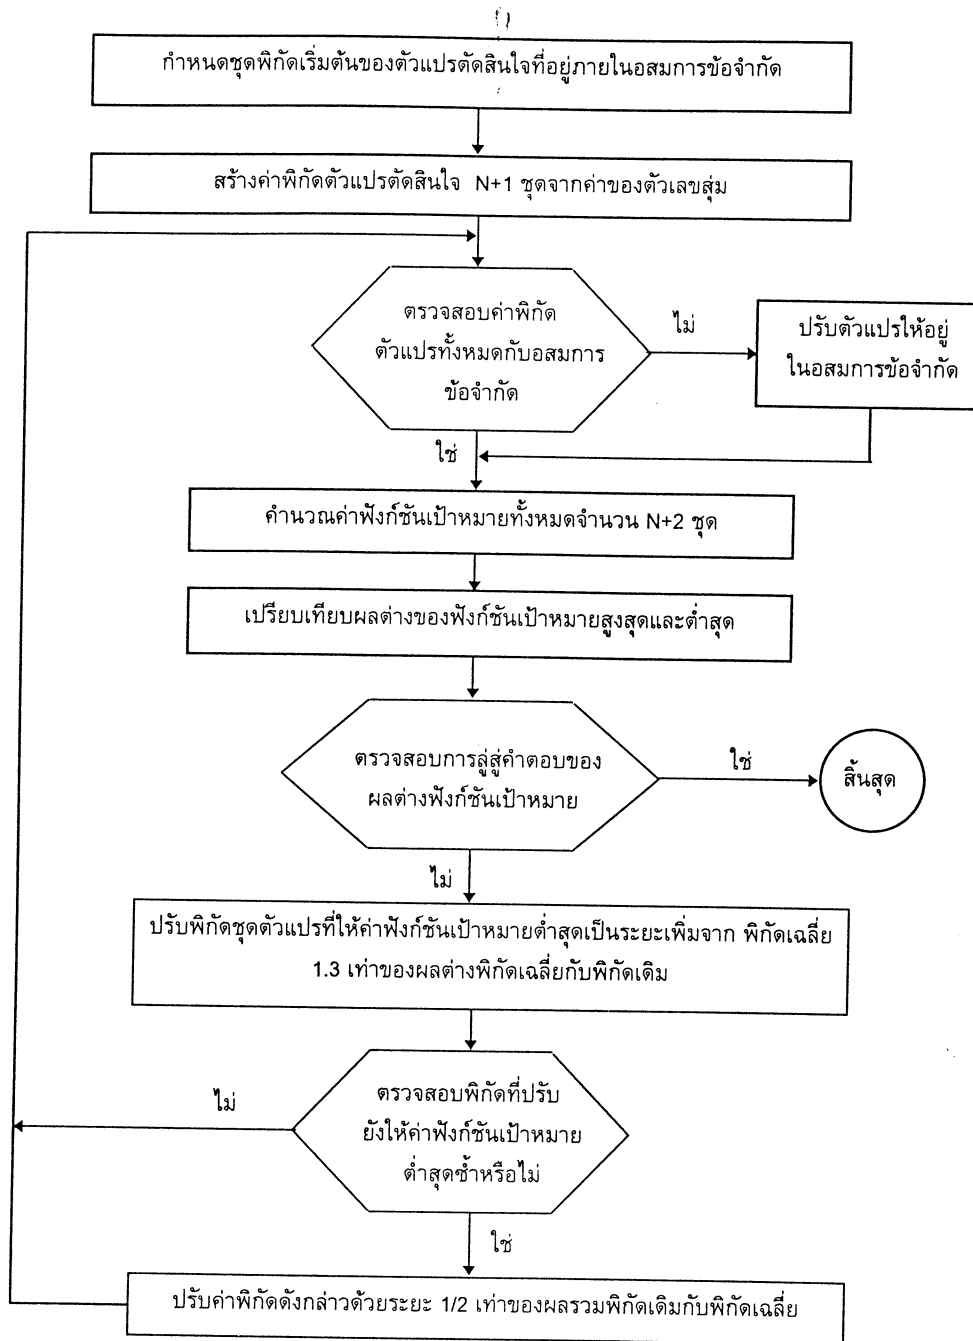 กำหนดชุดพิกัดเริ่มต้นของตัวแปรตัดสินใจที่อยู่ภายในอสมการข้อจำกัด
สร้างค่าพิกัดตัวแปรตัดสินใจ N+1 ชุดจากค่าของตัวเลขสุ่ม
ตรวจสอบค่าพิกัด
ตัวแปรทั้งหมดกับอสมการ
ข้อจำกัด
ไม่
ปรับตัวแปรให้อยู่
ในอสมการข้อจำกัด
ใช่
คำนวณค่าฟังก์ชันเป้าหมายทั้งหมดจำนวน N+2 ชุด
เปรียบเทียบผลต่างของฟังก์ชันเป้าหมายสูงสุดและต่ำสุด
ตรวจสอบการลู่สู่คำตอบของ
ผลต่างฟังก์ชันเป้าหมาย
ใช่
สิ้นสุด
ไม่
ปรับพิกัดชุดตัวแปรที่ให้ค่าฟังก์ชันเป้าหมายต่ำสุดเป็นระยะเพิ่มจาก พิกัดเฉลี่ย
1.3 เท่าของผลต่างพิกัดเฉลี่ยกับพิกัดเดิม
ไม่
ตรวจสอบพิกัดที่ปรับ
ยังให้ค่าฟังก์ชันเป้าหมาย
ต่ำสุดซ้ำหรือไม่
ใช่
ปรับค่าพิกัดดังกล่าวด้วยระยะ 1/2 เท่าของผลรวมพิกัดเดิมกับพิกัดเฉลี่ย